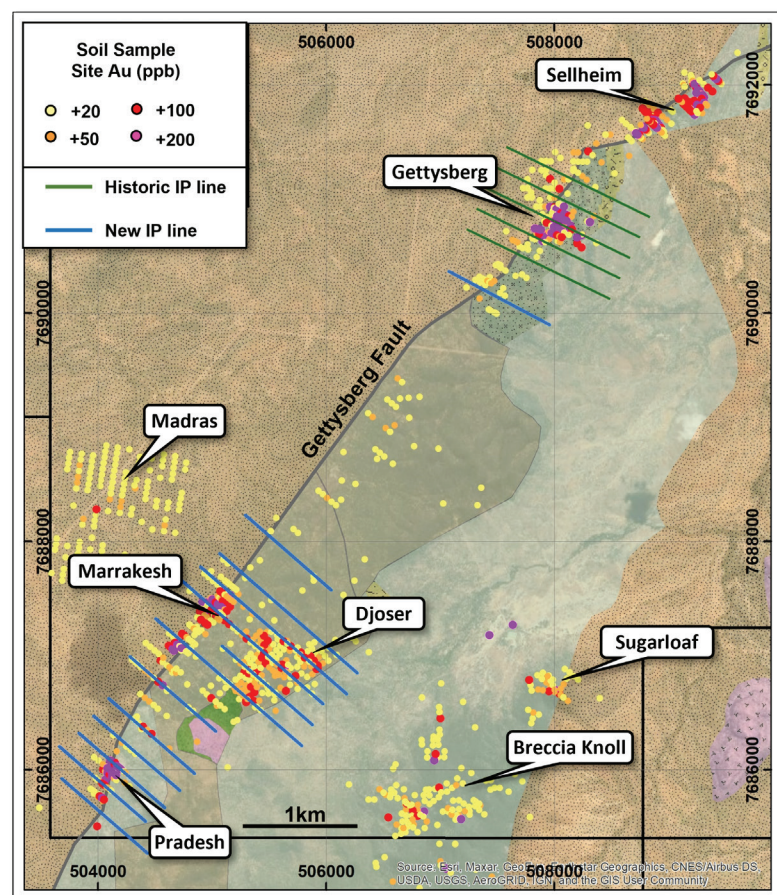 Soil Sample
Site Au (ppb)
+20
+100
+50
+200
Historic IP line
New IP line
506000
508000
Sellheim
7692000
7692000
Gettysberg
7690000
7690000
Gettysberg Fault
Madras
7688000
7688000
Marrakesh
Djoser
Sugarloaf
Breccia Knoll
7686000
7686000
1km
Pradesh
504000
506000
508000
Source: Esri, Maxar, GeoEye, Earthstar Geographics, CNES/Airbus DS,
USDA, USGS, AeroGRID, IGN, and the GIS User Community